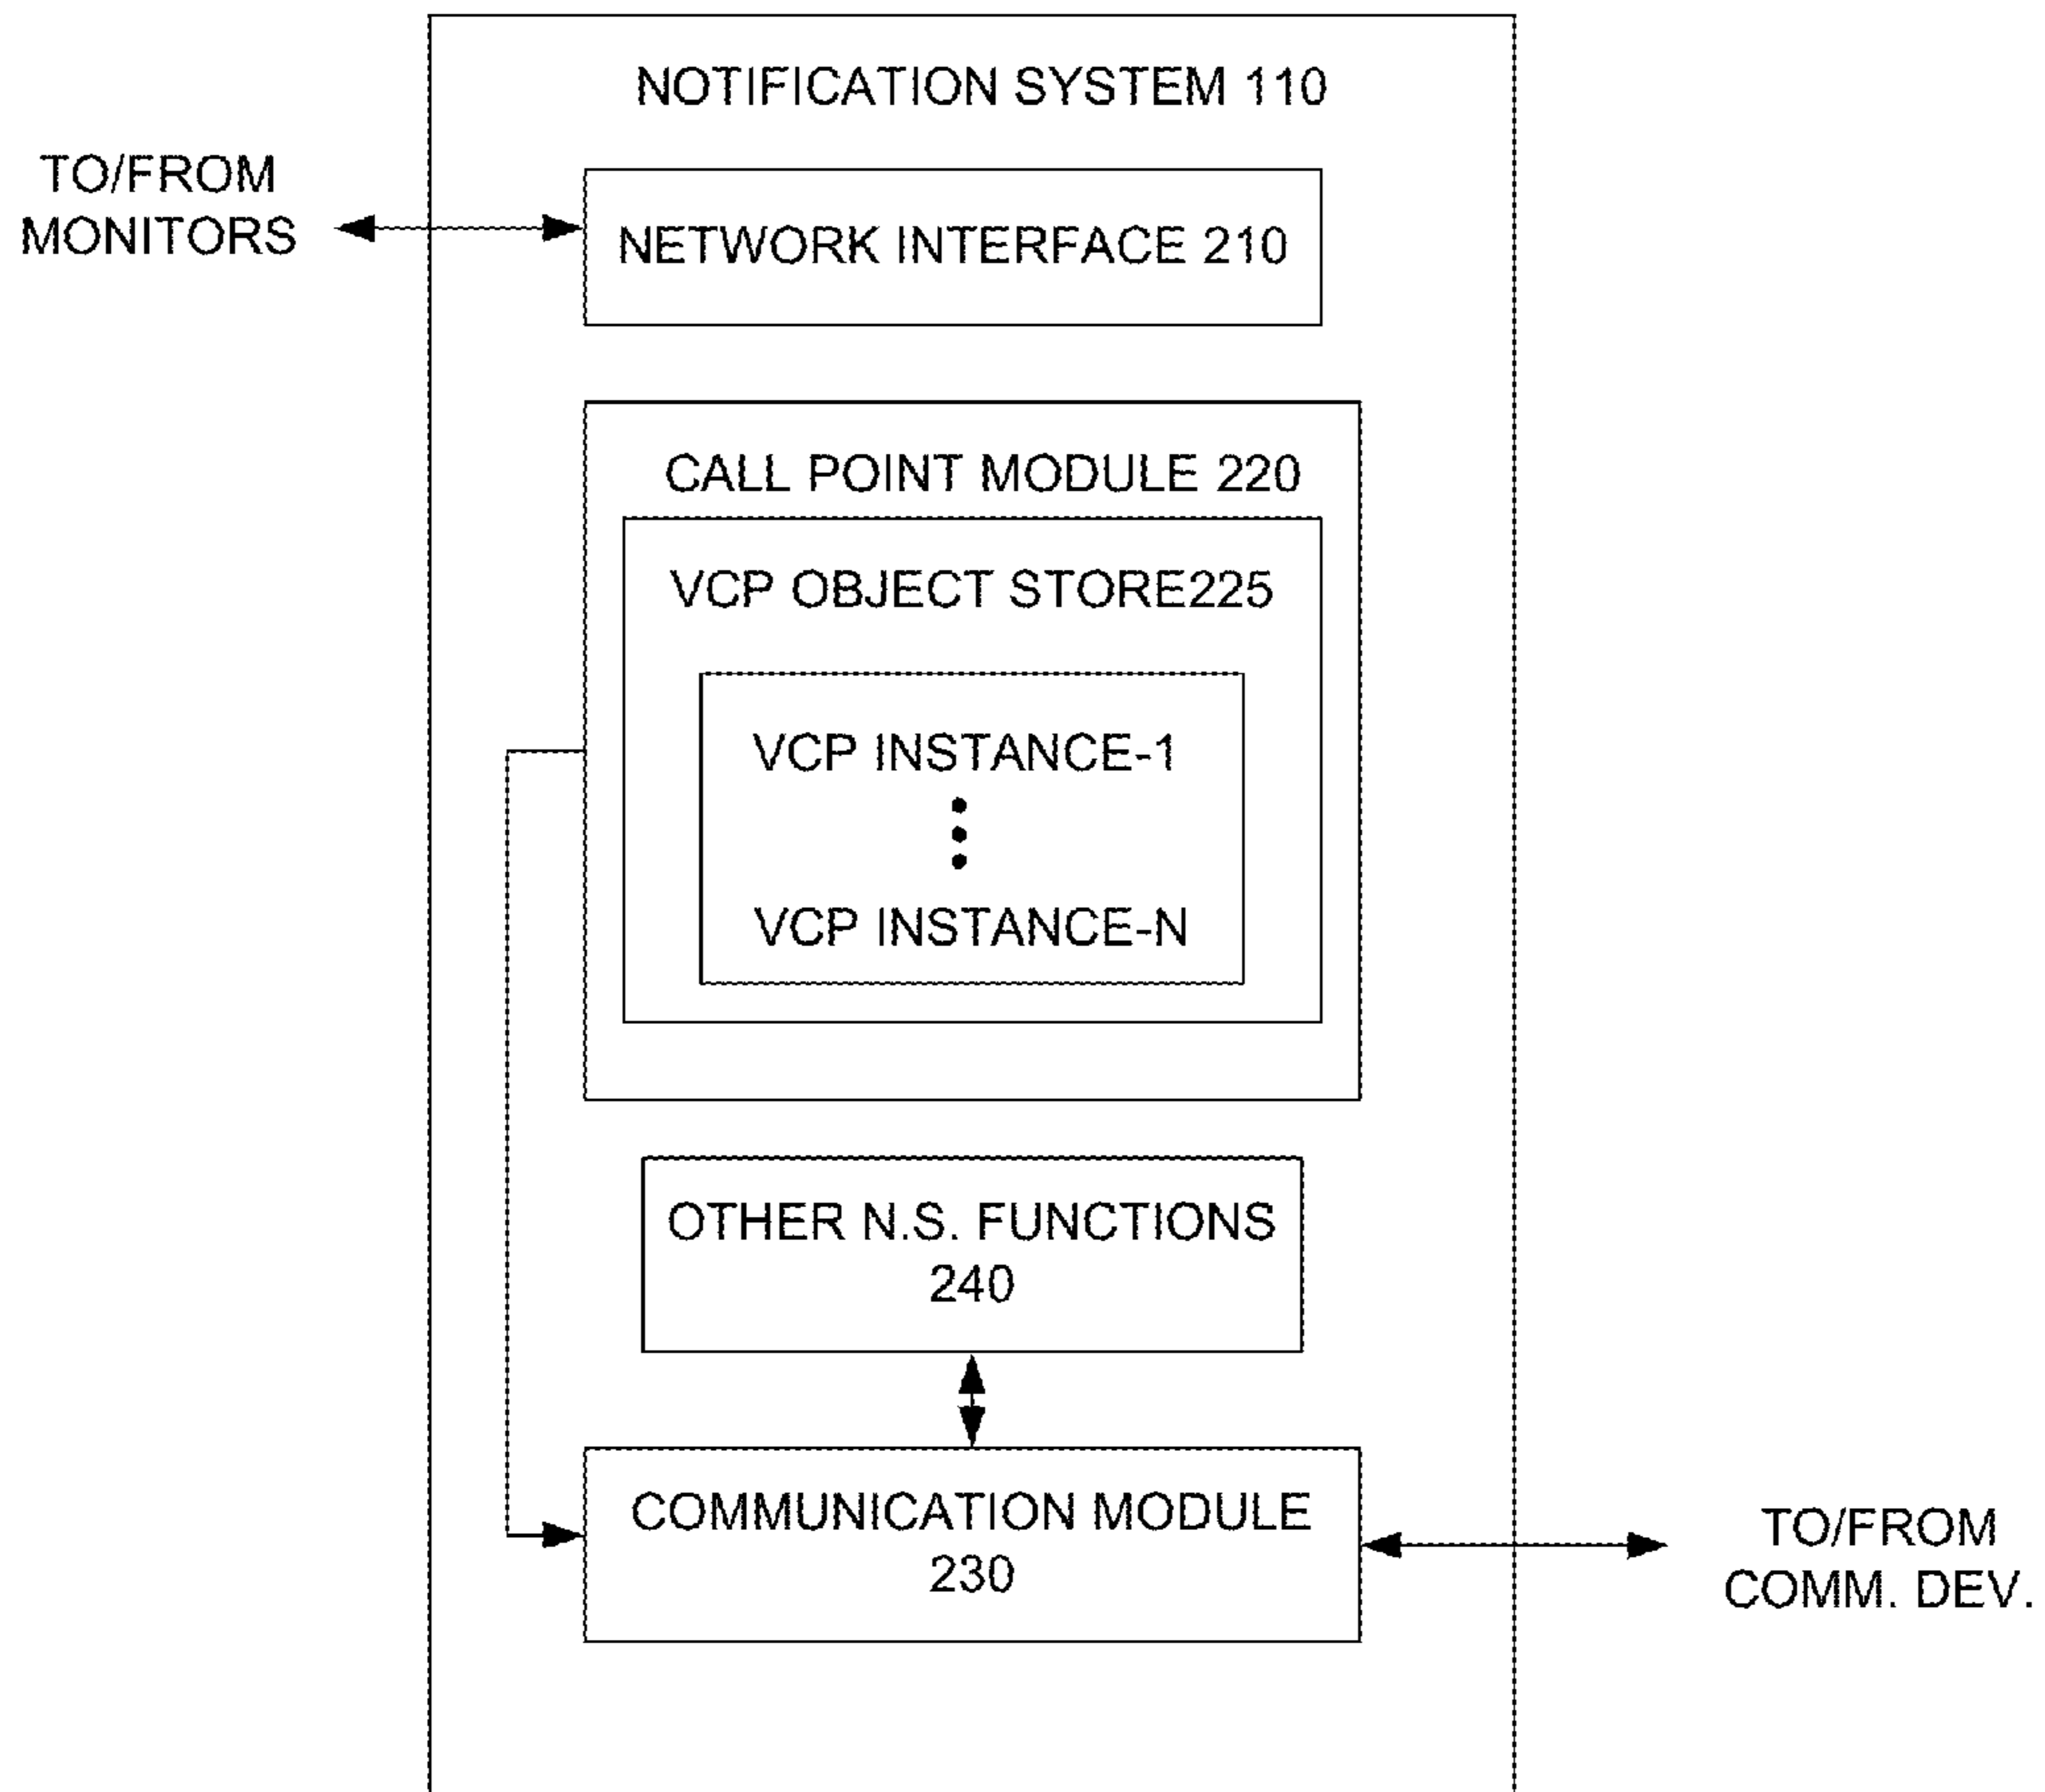 NOTIFICATION SYSTEM 110
TO/FROM
MONITORS
NETWORK INTERFACE 210
CALL POINT MODULE 220
VCP OBJECT STORE225
VCP INSTANCE-1
VCP INSTANCE-N
OTHER N.S. FUNCTIONS
240
COMMUNICATION MODULE
230
TO/FROM
COMM. DEV.